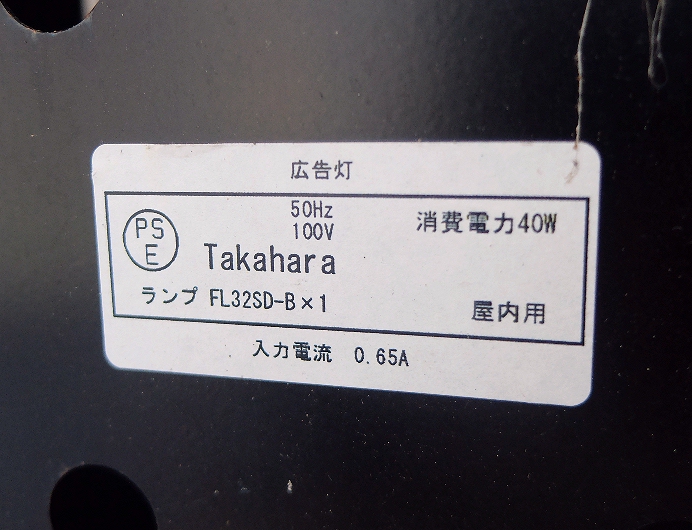 広告灯
50Hz
100V
消費電力40W
PS
E
Takahara
ランプ FL32SD-B×1
屋内用
入力電流 0.65A